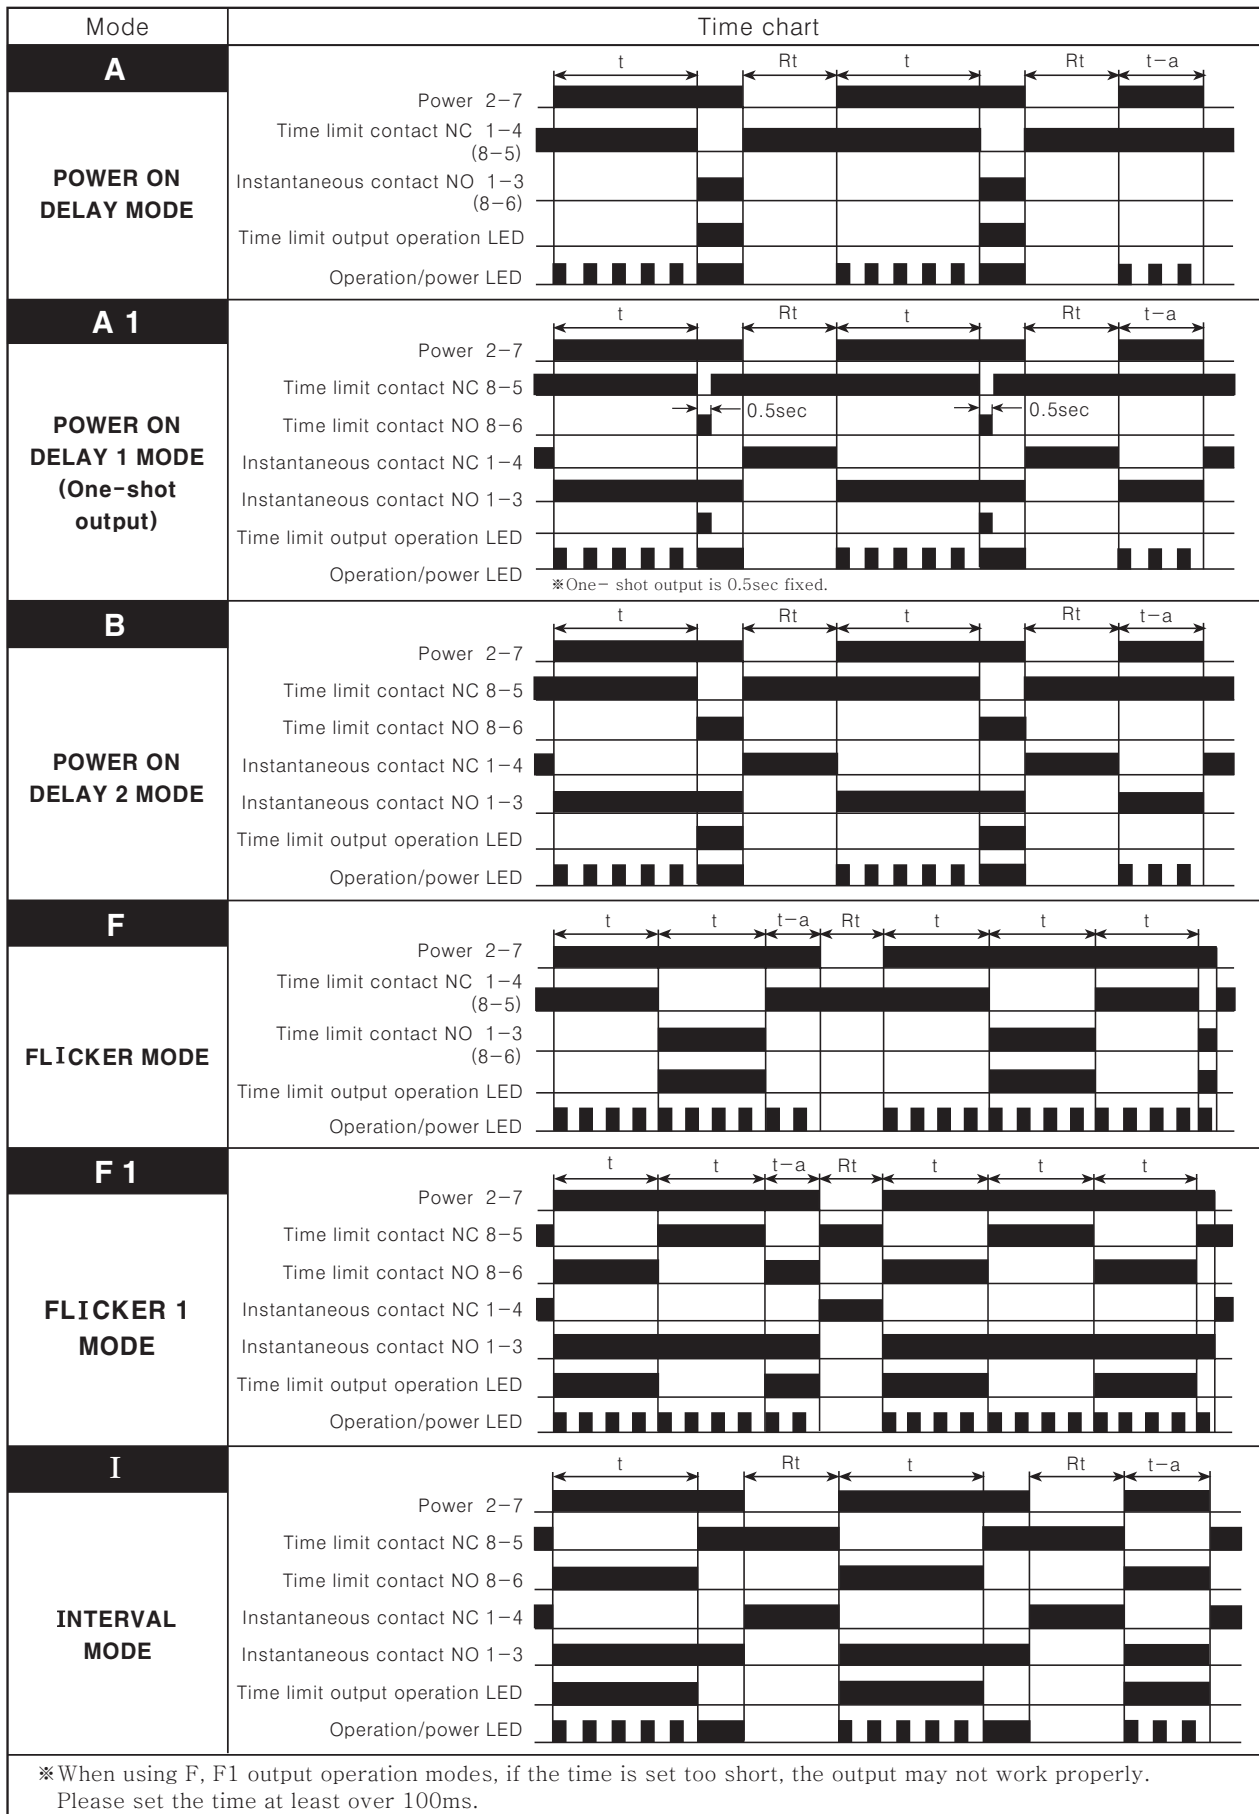 Mode Time chart
A
POWER ON
DELAY MODE
t Rt t Rt t-a
Power 2-7
Time limit contact NC 1-4
(8-5)
Instantaneous contact NO 1-3
(8-6)
Time limit output operation LED
Operation/power LED
A 1
POWER ON
DELAY 1 MODE
(One-shot
output)
t Rt t Rt t-a
Power 2-7
Time limit contact NC 8-5
0.5sec 0.5sec
Time limit contact NO 8-6
Instantaneous contact NC 1-4
Instantaneous contact NO 1-3
Time limit output operation LED
Operation/power LED
※One- shot output is 0.5sec fixed.
B
POWER ON
DELAY 2 MODE
t Rt t Rt t-a
Power 2-7
Time limit contact NC 8-5
Time limit contact NO 8-6
Instantaneous contact NC 1-4
Instantaneous contact NO 1-3
Time limit output operation LED
Operation/power LED
F
FLICKER MODE
t t t-a Rt t t t
Power 2-7
Time limit contact NC 1-4
(8-5)
Time limit contact NO 1-3
(8-6)
Time limit output operation LED
Operation/power LED
F 1
FLICKER 1
MODE
t t t-a Rt t t t
Power 2-7
Time limit contact NC 8-5
Time limit contact NO 8-6
Instantaneous contact NC 1-4
Instantaneous contact NO 1-3
Time limit output operation LED
Operation/power LED
I
INTERVAL
MODE
t Rt t Rt t-a
Power 2-7
Time limit contact NC 8-5
Time limit contact NO 8-6
Instantaneous contact NC 1-4
Instantaneous contact NO 1-3
Time limit output operation LED
Operation/power LED
※When using F, F1 output operation modes, if the time is set too short, the output may not work properly.
Please set the time at least over 100ms.